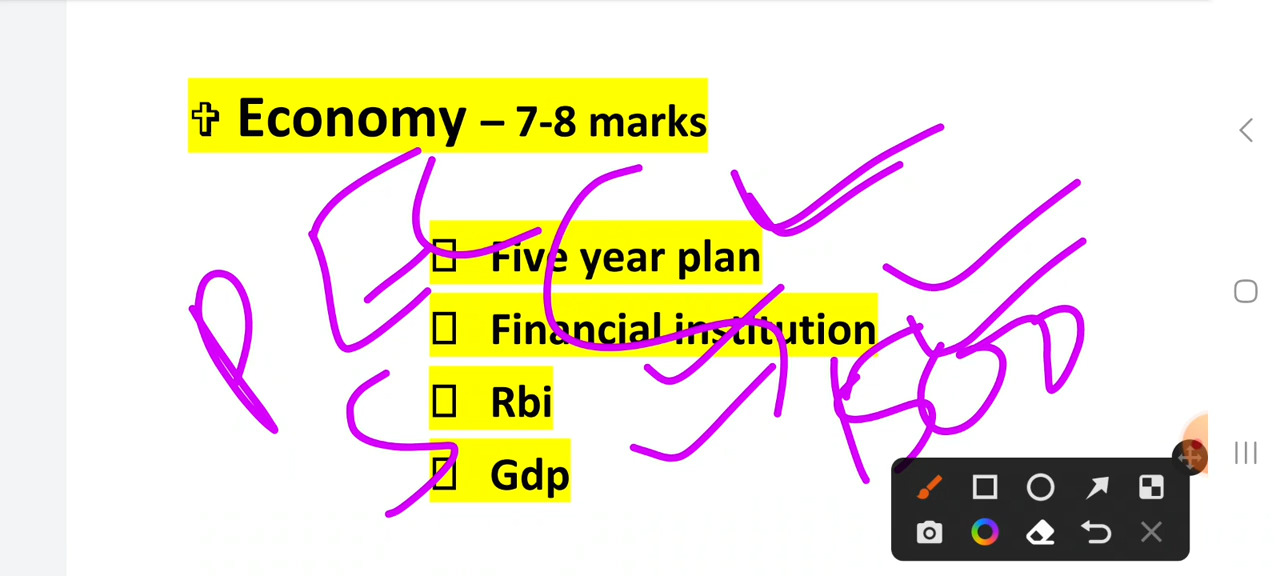 ✞ Economy – 7-8 marks
Five year plan
Financial institution
Rbi
Gdp